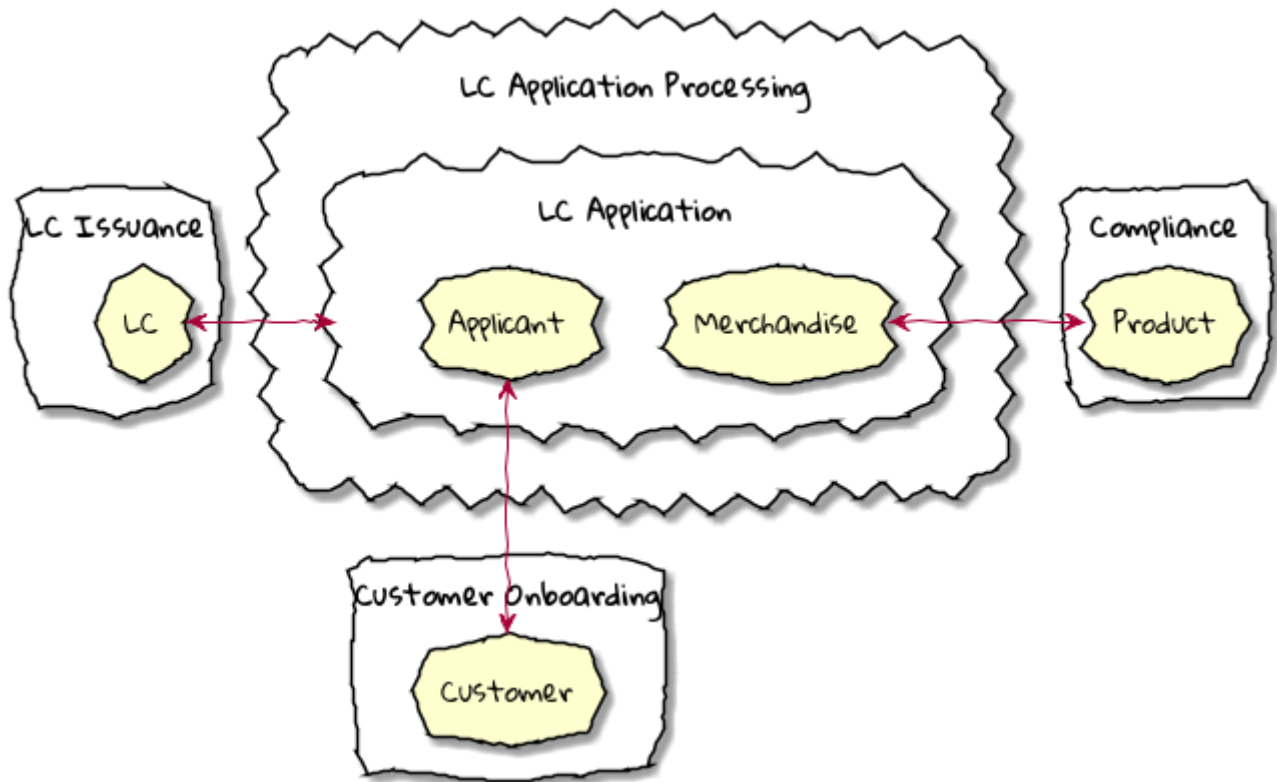 LC Application Processing
LC Application
LC Issuance
Compliance
LC
Applicant
Merchandise
Product
Customer Onboarding
Customer